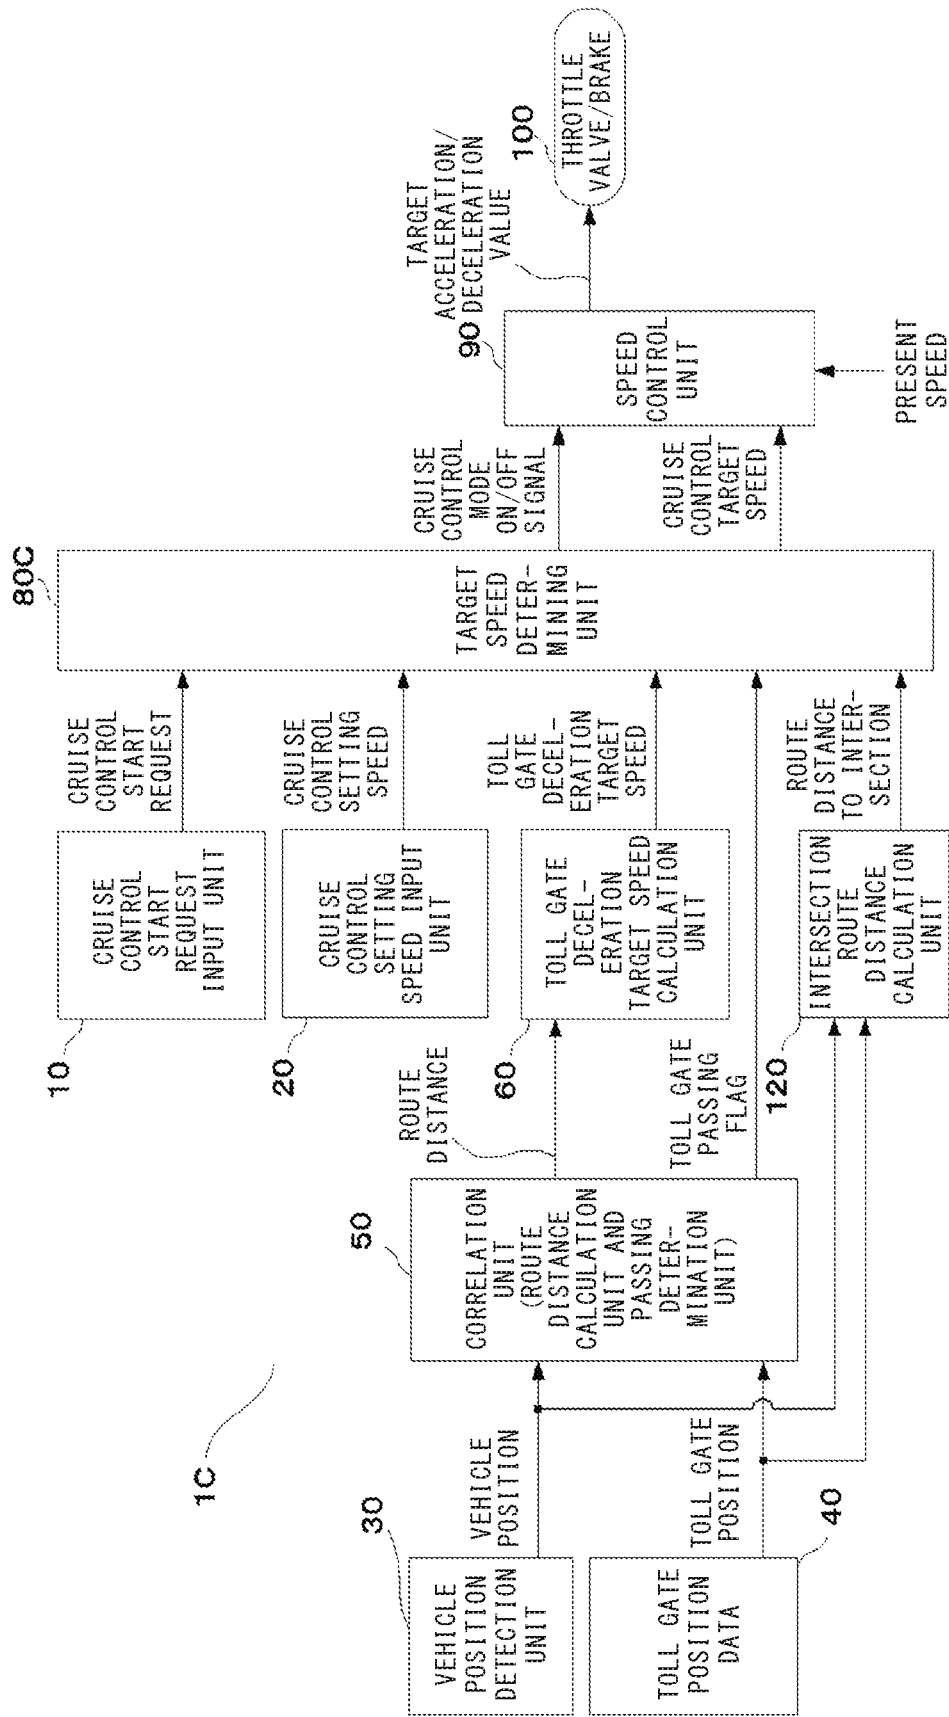 1C
10
CRUISE
CONTROL
START
REQUEST
INPUT UNIT
CRUISE
CONTROL
START
REQUEST
20
CRUISE
CONTROL
SETTING
SPEED INPUT
UNIT
CRUISE
CONTROL
SETTING
SPEED
30
VEHICLE
POSITION
DETECTION
UNIT
VEHICLE
POSITION
TOLL GATE
POSITION
DATA
40
TOLL GATE
POSITION
50
CORRELATION
UNIT
(ROUTE
DISTANCE
CALCULATION
UNIT AND
PASSING
DETER-
MINATION
UNIT)
ROUTE
DISTANCE
TOLL GATE
PASSING
FLAG
60
TOLL GATE
DECEL-
ERATION
TARGET SPEED
CALCULATION
UNIT
TOLL
GATE
DECEL-
ERATION
TARGET
SPEED
120
INTERSECTION
ROUTE
DISTANCE
CALCULATION
UNIT
ROUTE
DISTANCE
TO INTER-
SECTION
80C
TARGET
SPEED
DETER-
MINING
UNIT
CRUISE
CONTROL
MODE
ON/OFF
SIGNAL
CRUISE
CONTROL
TARGET
SPEED
90
SPEED
CONTROL
UNIT
PRESENT
SPEED
TARGET
ACCELERATION/
DECELERATION
VALUE
100
THROTTLE
VALVE/BRAKE